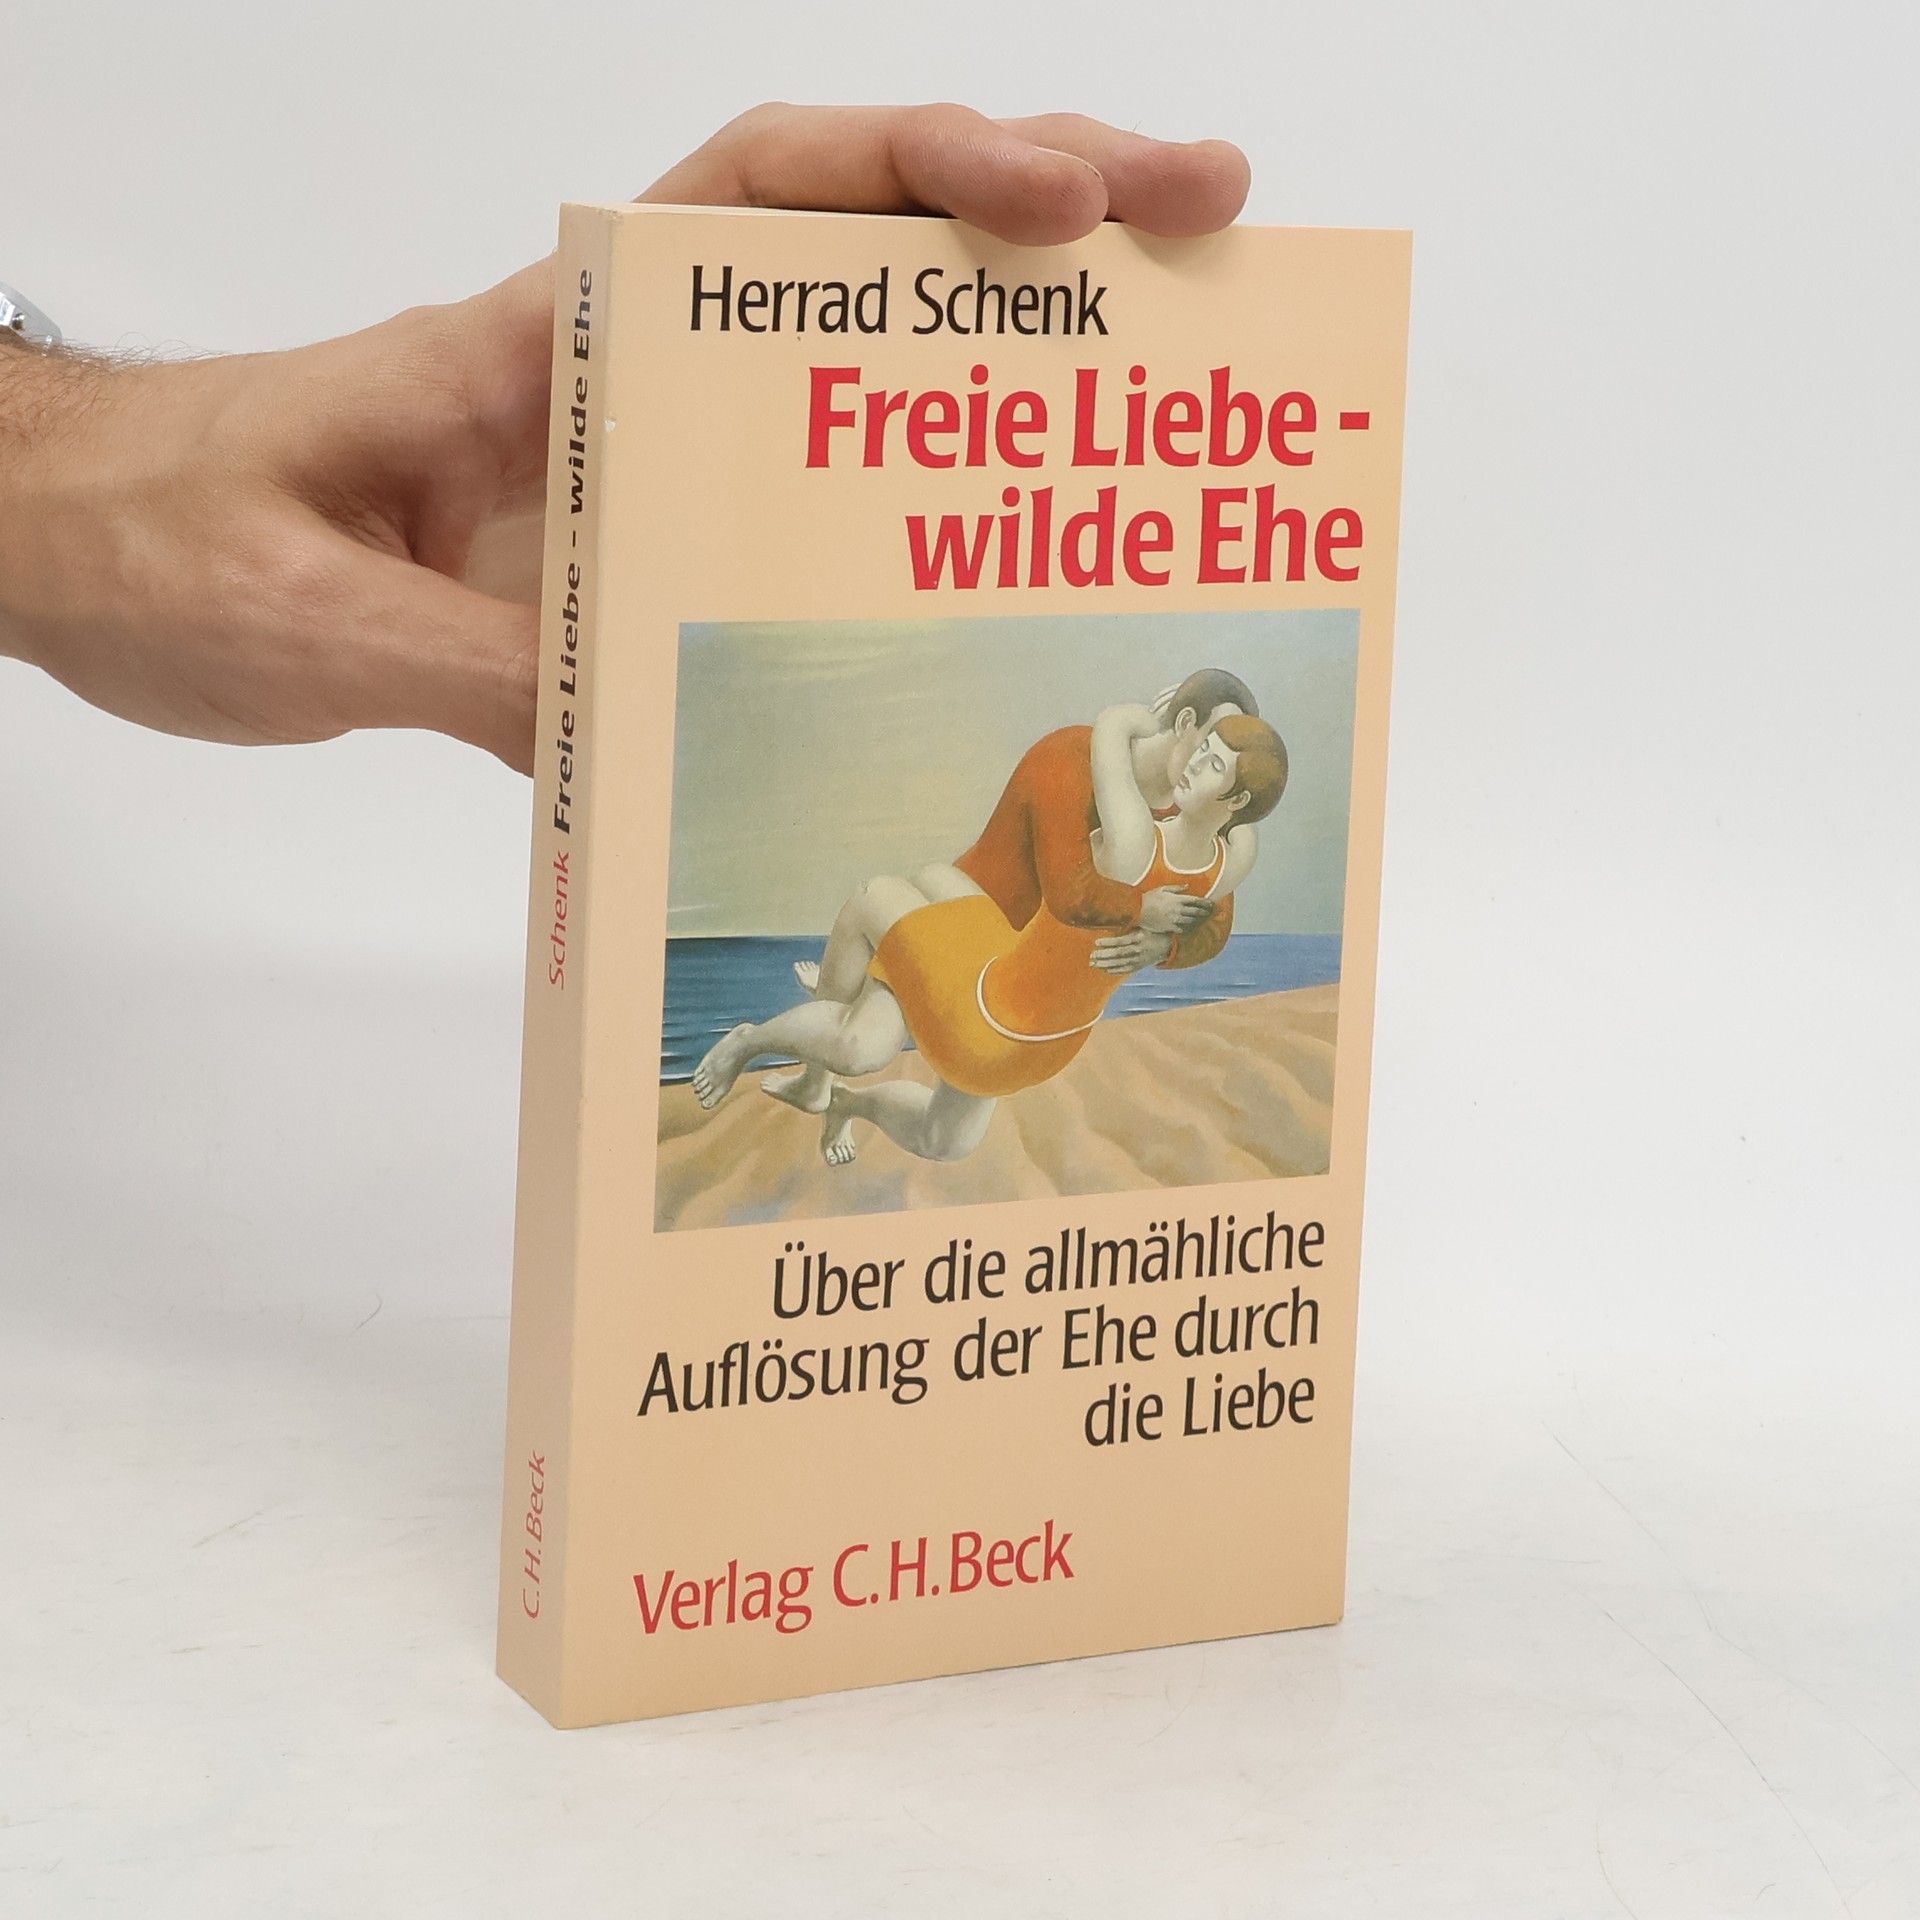 Herrad Schenk
Freie Liebe -
wilde Ehe
Über die allmähliche
Auflösung der Ehe durch
die Liebe
Verlag C.H.Beck
Schenk Freie Liebe - wilde Ehe
C.H.Beck